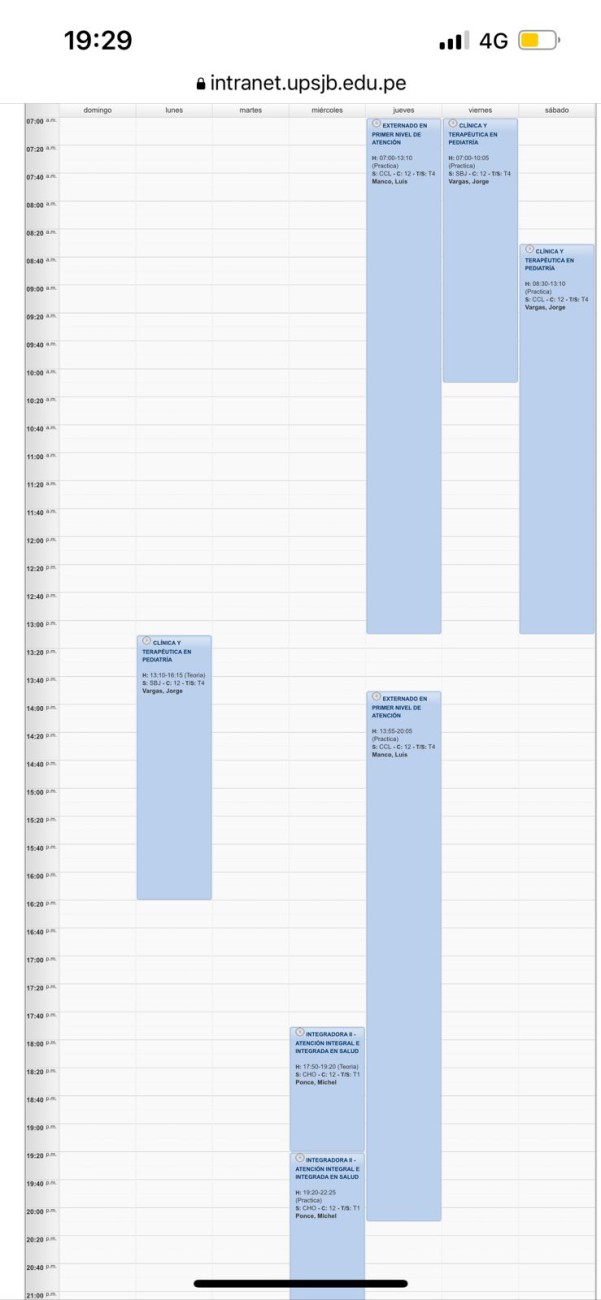 19:29
4G
intranet.upsjb.edu.pe
domingo lunes martes miércoles jueves viernes sábado
07:00 a.m.
07:20 a.m.
07:40 a.m.
08:00 a.m.
08:20 a.m.
08:40 a.m.
09:00 a.m.
09:20 a.m.
09:40 a.m.
10:00 a.m.
10:20 a.m.
10:40 a.m.
11:00 a.m.
11:20 a.m.
11:40 a.m.
12:00 p.m.
12:20 p.m.
12:40 p.m.
13:00 p.m.
13:20 p.m.
13:40 p.m.
14:00 p.m.
14:20 p.m.
14:40 p.m.
15:00 p.m.
15:20 p.m.
15:40 p.m.
16:00 p.m.
16:20 p.m.
16:40 p.m.
17:00 p.m.
17:20 p.m.
17:40 p.m.
18:00 p.m.
18:20 p.m.
18:40 p.m.
19:00 p.m.
19:20 p.m.
19:40 p.m.
20:00 p.m.
20:20 p.m.
20:40 p.m.
21:00 p.m.
CLÍNICA Y
TERAPÉUTICA EN
PEDIATRÍA
H: 13:10-16:15 (Teoria)
S: SBJ - C: 12 - T/S: T4
Vargas, Jorge
INTEGRADORA II -
ATENCIÓN INTEGRAL E
INTEGRADA EN SALUD
H: 17:50-19:20 (Teoria)
S: CHO - C: 12 - T/S: T1
Ponce, Michel
INTEGRADORA II -
ATENCIÓN INTEGRAL E
INTEGRADA EN SALUD
H: 19:20-22:25
(Practica)
S: CHO - C: 12 - T/S: T1
Ponce, Michel
EXTERNADO EN
PRIMER NIVEL DE
ATENCIÓN
H: 07:00-13:10
(Practica)
S: CCL - C: 12 - T/S: T4
Manco, Luis
EXTERNADO EN
PRIMER NIVEL DE
ATENCIÓN
H: 13:55-20:05
(Practica)
S: CCL - C: 12 - T/S: T4
Manco, Luis
CLÍNICA Y
TERAPÉUTICA EN
PEDIATRÍA
H: 07:00-10:05
(Practica)
S: SBJ - C: 12 - T/S: T4
Vargas, Jorge
CLÍNICA Y
TERAPÉUTICA EN
PEDIATRÍA
H: 08:30-13:10
(Practica)
S: CCL - C: 12 - T/S: T4
Vargas, Jorge